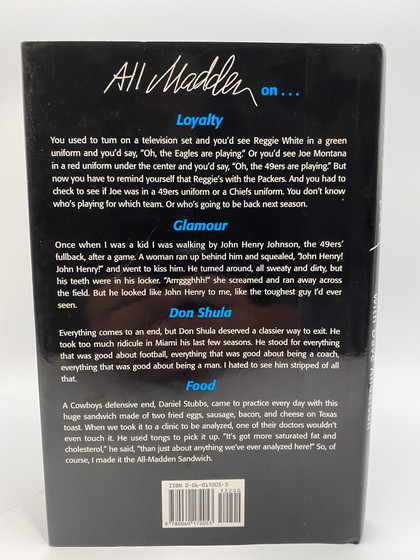 All Madden on . . .
Loyalty
You used to turn on a television set and you'd see Reggie White in a green
uniform and you'd say, "Oh, the Eagles are playing." Or you'd see Joe Montana
in a red uniform under the center and you'd say, "Oh, the 49ers are playing." But
now you have to remind yourself that Reggie's with the Packers. And you had to
check to see if Joe was in a 49ers uniform or a Chiefs uniform. You don't know
who's playing for which team. Or who's going to be back next season.
Glamour
Once when I was a kid I was walking by John Henry Johnson, the 49ers'
fullback, after a game. A woman ran up behind him and squealed, "John Henry!
John Henry!" and went to kiss him. He turned around, all sweaty and dirty, but
his teeth were in his locker. "Arrrggghhh!" she screamed and ran away across
the field. But he looked like John Henry to me, like the toughest guy I'd ever
seen.
Don Shula
Everything comes to an end, but Don Shula deserved a classier way to exit. He
took too much ridicule in Miami his last few seasons. He stood for everything
that was good about football, everything that was good about being a coach,
everything that was good about being a man. I hated to see him stripped of all
that.
Food
A Cowboys defensive end, Daniel Stubbs, came to practice every day with this
huge sandwich made of two fried eggs, sausage, bacon, and cheese on Texas
toast. When we took it to a clinic to be analyzed, one of their doctors wouldn't
even touch it. He used tongs to pick it up. "It's got more saturated fat and
cholesterol," he said, "than just about anything we've ever analyzed here!" So, of
course, I made it the All-Madden Sandwich.
ISBN 0-06-017205-3
52200
9780060172053
WITH DAVE ANDERSON